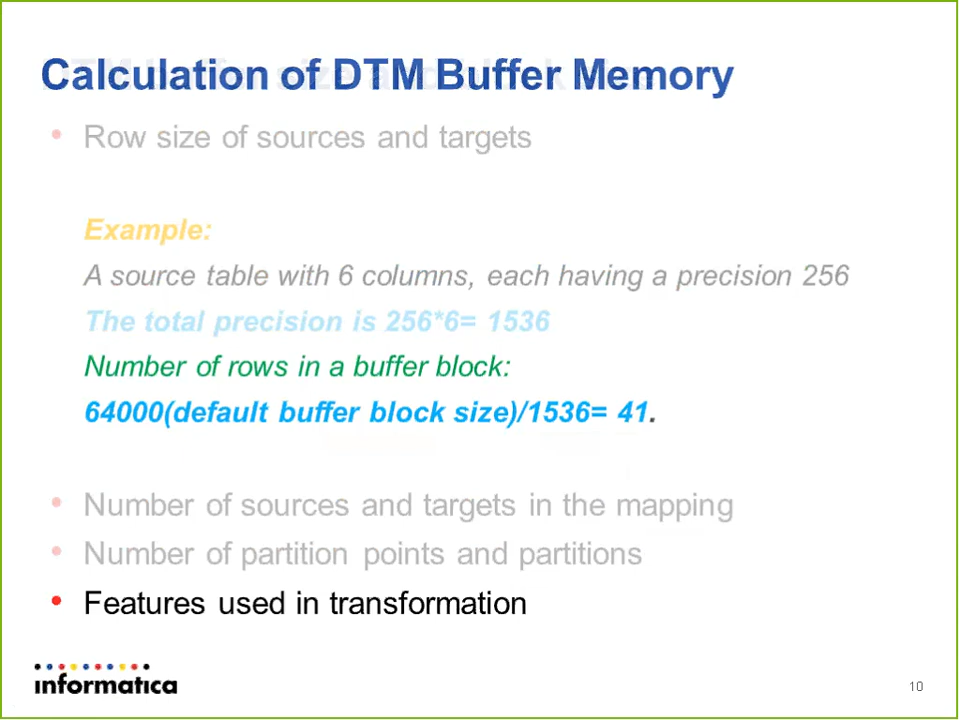 Calculation of DTM Buffer Memory
• Row size of sources and targets
Example:
A source table with 6 columns, each having a precision 256
The total precision is 256*6= 1536
Number of rows in a buffer block:
64000(default buffer block size)/1536= 41.
• Number of sources and targets in the mapping
• Number of partition points and partitions
• Features used in transformation
informatica
10